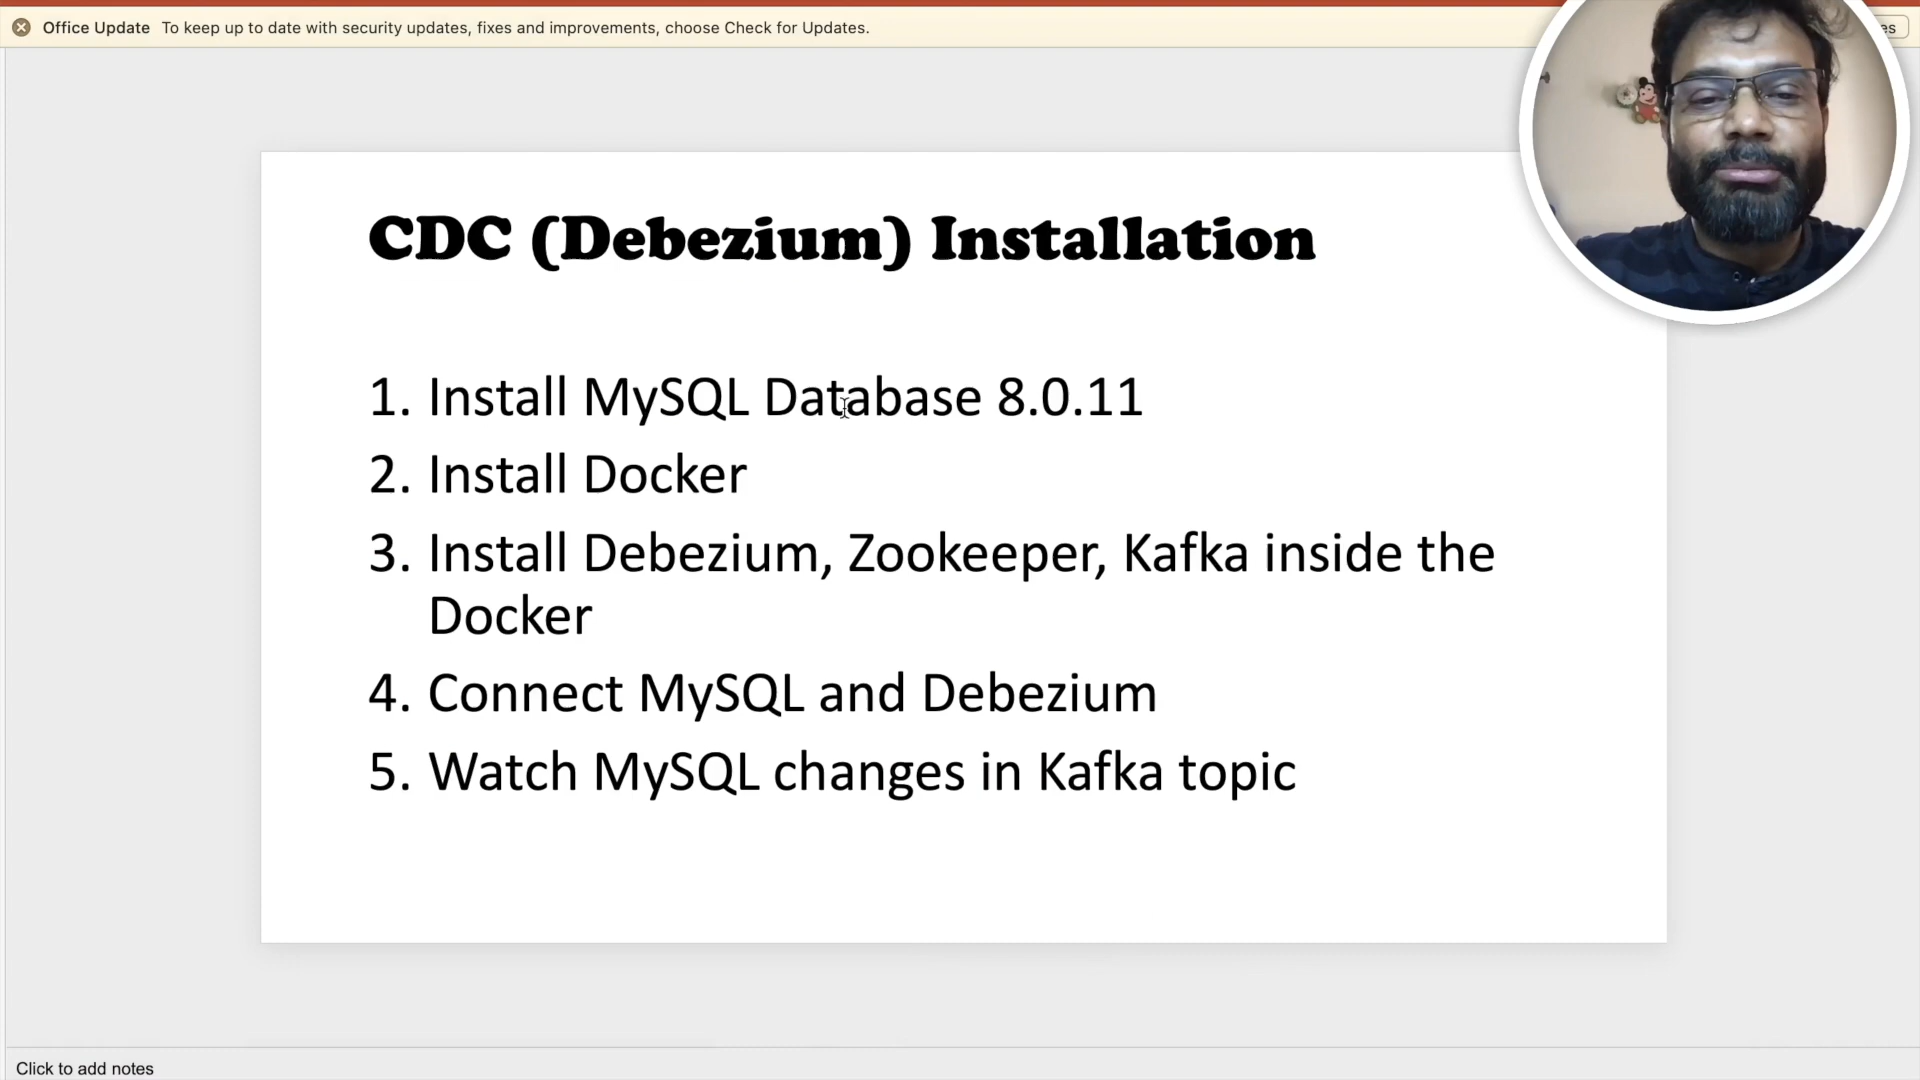 Office Update To keep up to date with security updates, fixes and improvements, choose Check for Updates.
es
CDC (Debezium) Installation
1. Install MySQL Database 8.0.11
2. Install Docker
3. Install Debezium, Zookeeper, Kafka inside the
Docker
4. Connect MySQL and Debezium
5. Watch MySQL changes in Kafka topic
Click to add notes